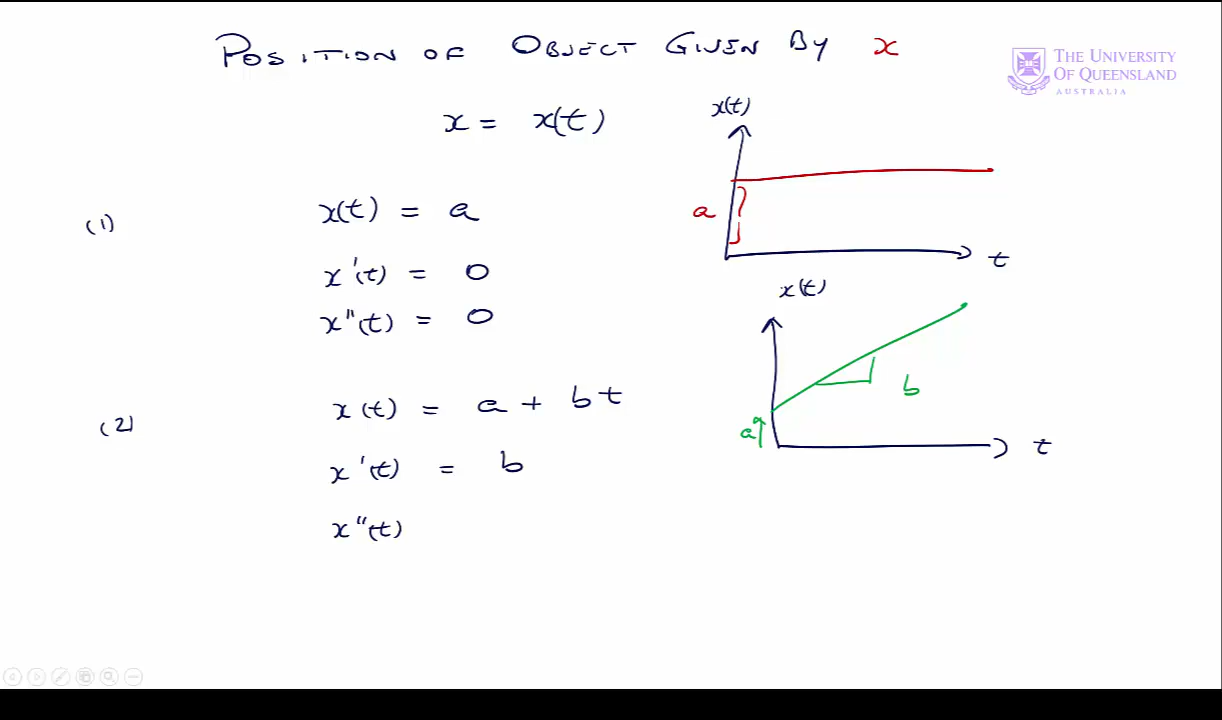 POSITION OF OBJECT GIVEN BY x
THE UNIVERSITY
OF QUEENSLAND
AUSTRALIA
x = x(t)
x(t)
a
t
(1)
x(t) = a
x'(t) = 0
x"(t) = 0
x(t)
b
a
t
(2)
x(t) = a + bt
x'(t) = b
x"(t)